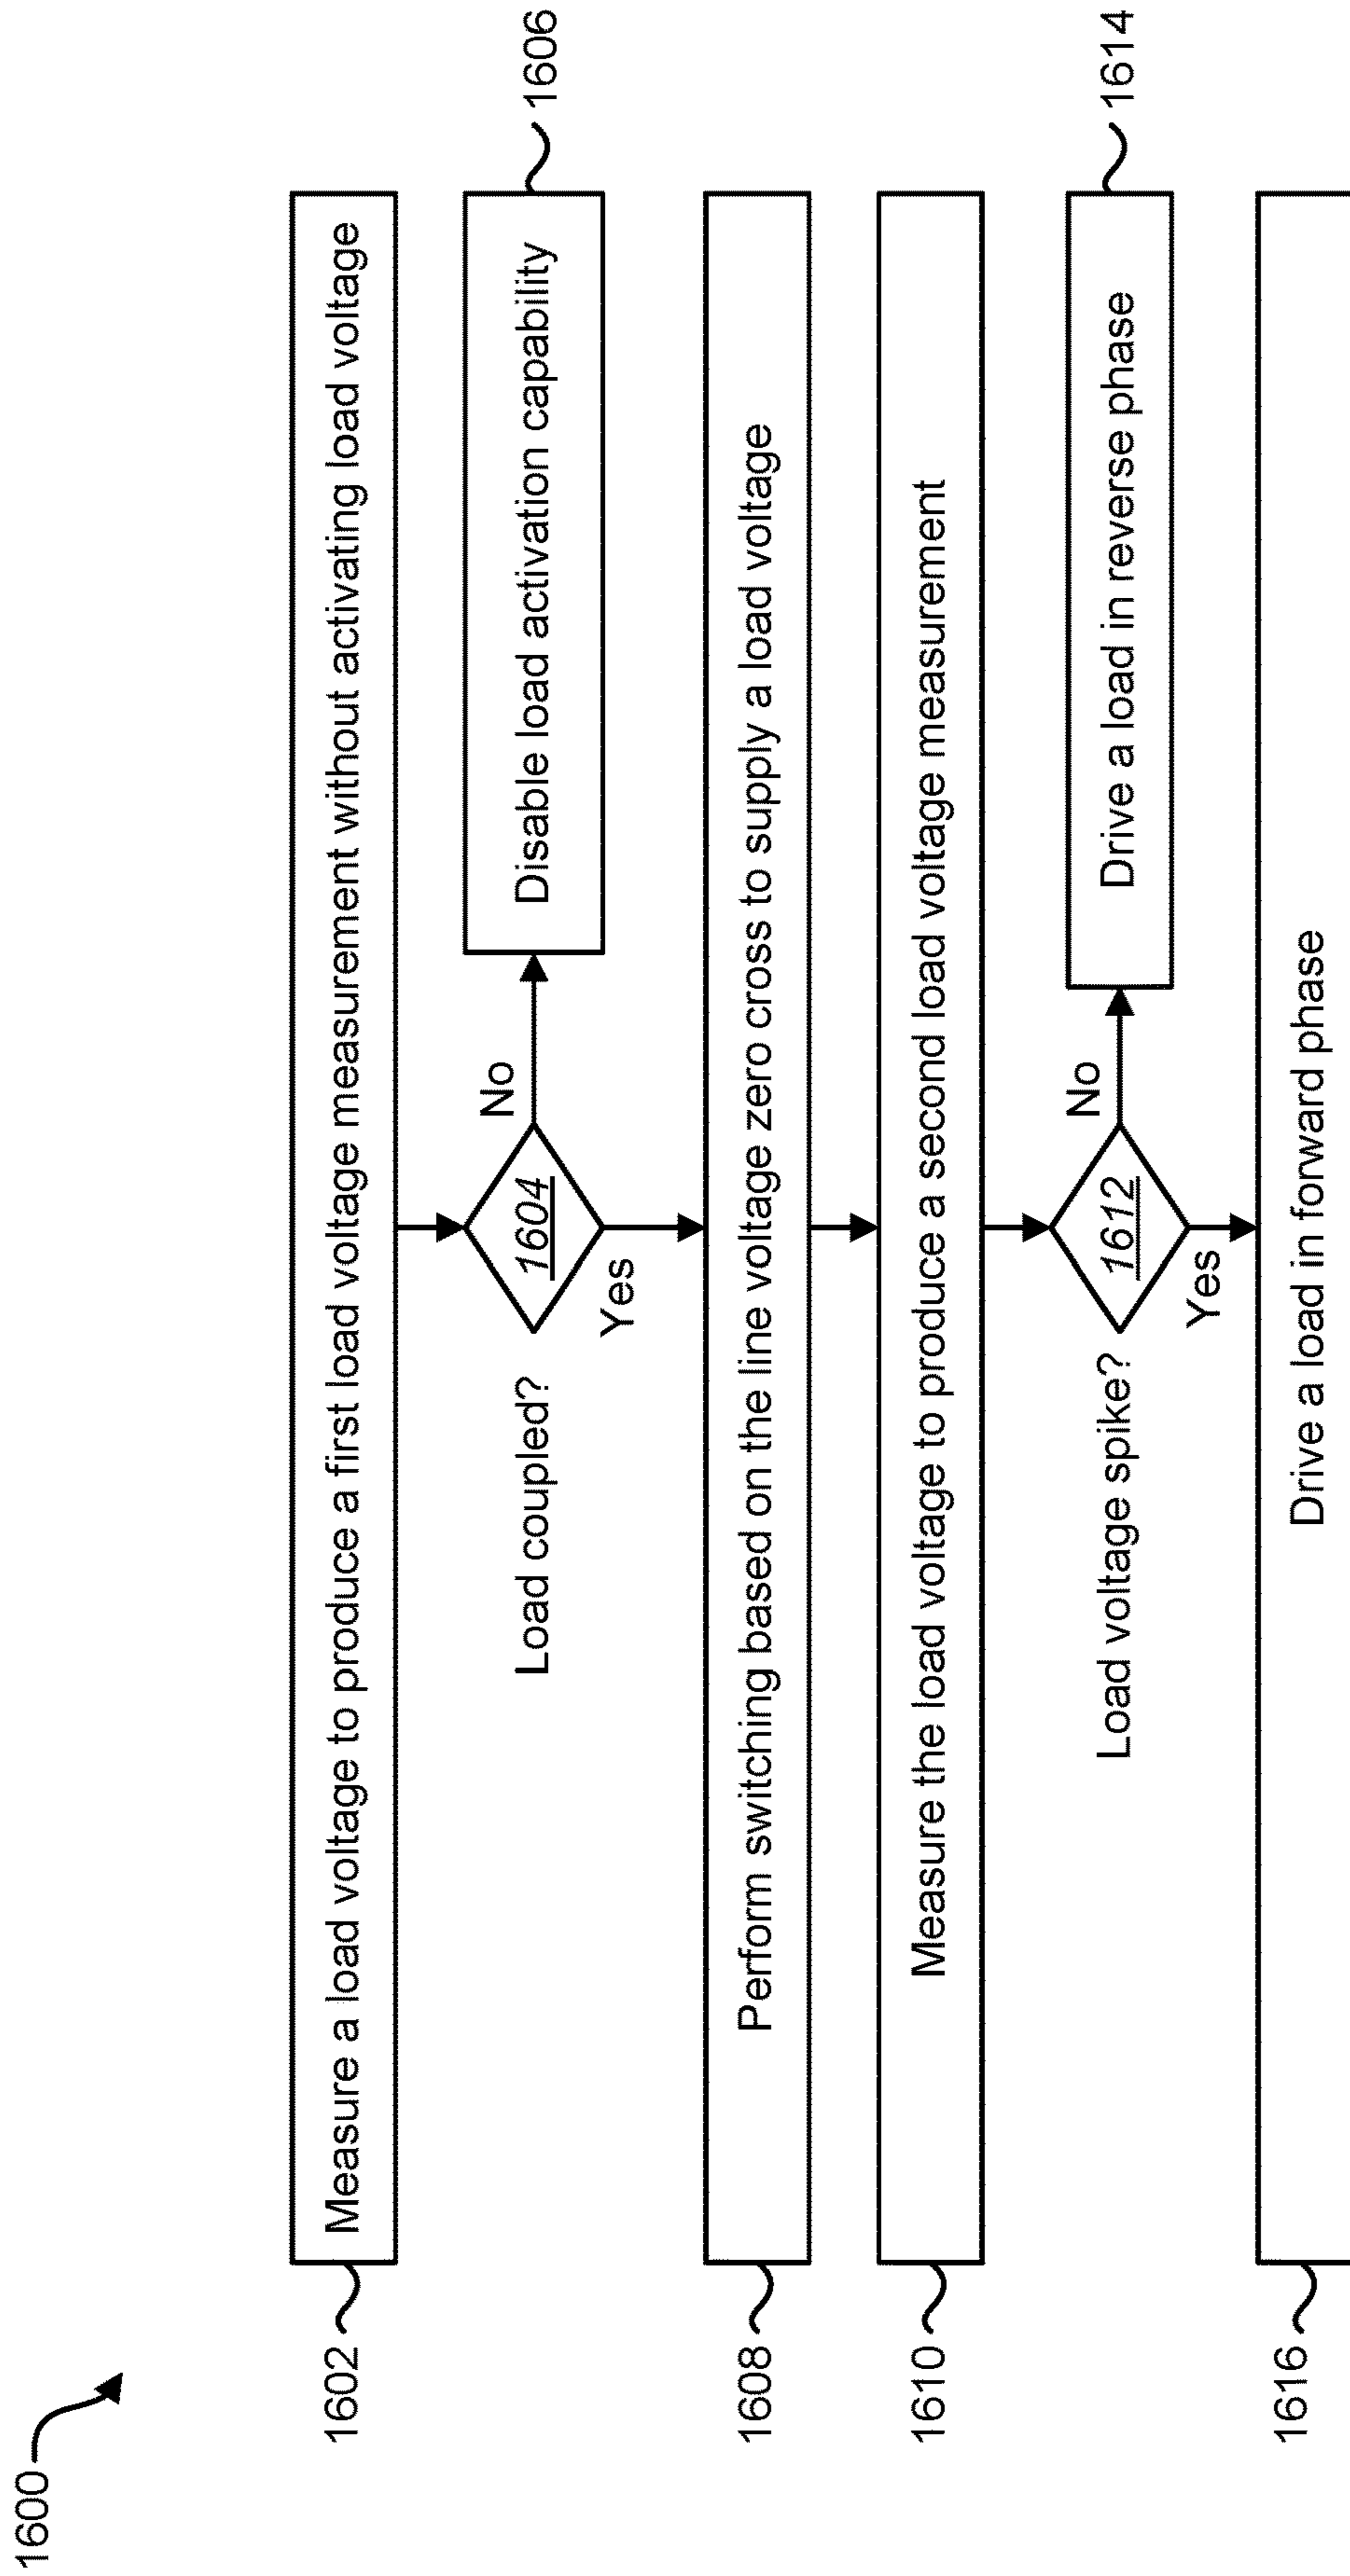 1600
1602
Measure a load voltage to produce a first load voltage measurement without activating load voltage
Load coupled?
1604
No
Disable load activation capability
1606
Yes
1608
Perform switching based on the line voltage zero cross to supply a load voltage
1610
Measure the load voltage to produce a second load voltage measurement
Load voltage spike?
1612
No
Drive a load in reverse phase
1614
Yes
1616
Drive a load in forward phase